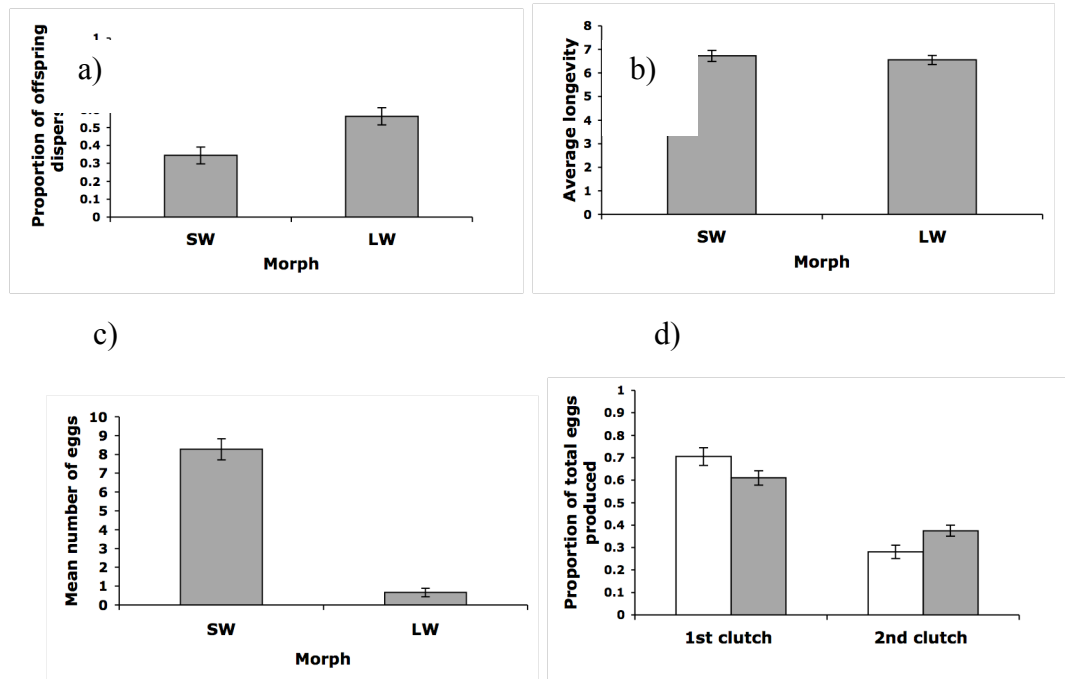 a)
Proportion of offspring
1
0.5
0.4
0.3
0.2
0.1
0
SW
LW
Morph
b)
Average longevity
8
7
6
5
4
3
2
1
0
SW
LW
Morph
c)
Mean number of eggs
10
9
8
7
6
5
4
3
2
1
0
SW
LW
Morph
d)
Proportion of total eggs
produced
1
0.9
0.8
0.7
0.6
0.5
0.4
0.3
0.2
0.1
0
1st clutch
2nd clutch